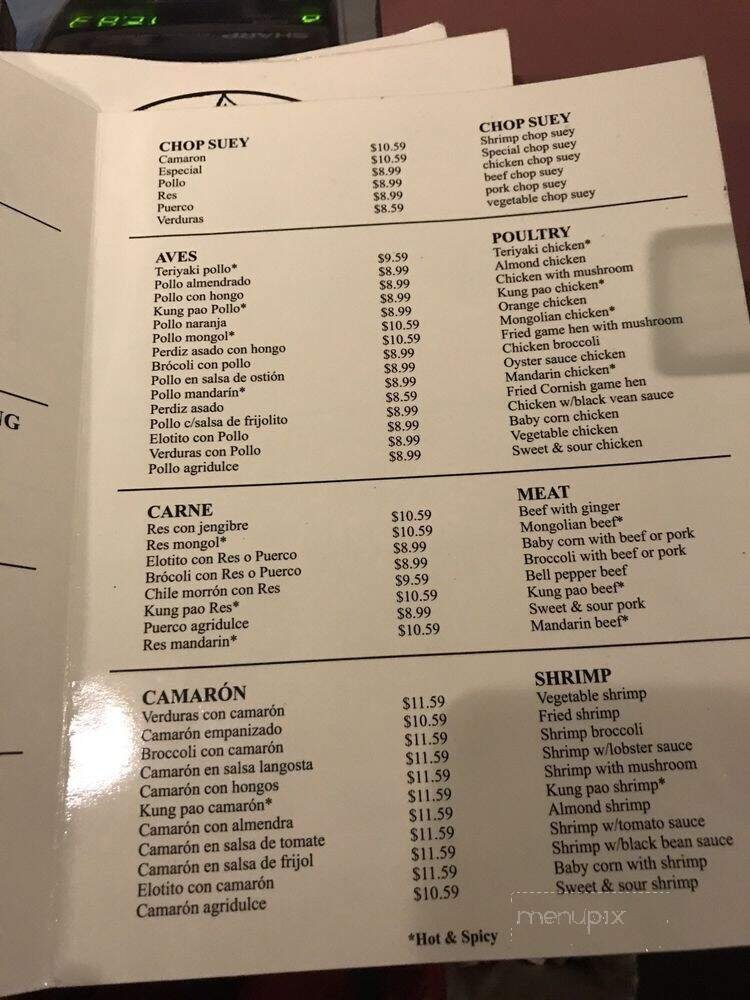 SHARP
NG
CHOP SUEY CHOP SUEY
Camaron $10.59 Shrimp chop suey
Especial $10.59 Special chop suey
Pollo $8.99 chicken chop suey
Res $8.99 beef chop suey
Puerco $8.99 pork chop suey
Verduras $8.59 vegetable chop suey
AVES POULTRY
Teriyaki pollo* $9.59 Teriyaki chicken*
Pollo almendrado $8.99 Almond chicken
Pollo con hongo $8.99 Chicken with mushroom
Kung pao Pollo* $8.99 Kung pao chicken*
Pollo naranja $8.99 Orange chicken
Pollo mongol* $10.59 Mongolian chicken*
Perdiz asado con hongo $10.59 Fried game hen with mushroom
Brócoli con pollo $8.99 Chicken broccoli
Pollo en salsa de ostión $8.99 Oyster sauce chicken
Pollo mandarín* $8.99 Mandarin chicken*
Perdiz asado $8.59 Fried Cornish game hen
Pollo c/salsa de frijolito $8.99 Chicken w/black vean sauce
Elotito con Pollo $8.99 Baby corn chicken
Verduras con Pollo $8.99 Vegetable chicken
Pollo agridulce $8.99 Sweet & sour chicken
CARNE MEAT
Res con jengibre $10.59 Beef with ginger
Res mongol* $10.59 Mongolian beef*
Elotito con Res o Puerco $8.99 Baby corn with beef or pork
Brócoli con Res o Puerco $8.99 Broccoli with beef or pork
Chile morrón con Res $9.59 Bell pepper beef
Kung pao Res* $10.59 Kung pao beef*
Puerco agridulce $8.99 Sweet & sour pork
Res mandarin* $10.59 Mandarin beef*
CAMARÓN SHRIMP
Verduras con camarón $11.59 Vegetable shrimp
Camarón empanizado $10.59 Fried shrimp
Broccoli con camarón $11.59 Shrimp broccoli
Camarón en salsa langosta $11.59 Shrimp w/lobster sauce
Camarón con hongos $11.59 Shrimp with mushroom
Kung pao camarón* $11.59 Kung pao shrimp*
Camarón con almendra $11.59 Almond shrimp
Camarón en salsa de tomate $11.59 Shrimp w/tomato sauce
Camarón en salsa de frijol $11.59 Shrimp w/black bean sauce
Elotito con camarón $11.59 Baby corn with shrimp
Camarón agridulce $10.59 Sweet & sour shrimp
*Hot & Spicy
menupix